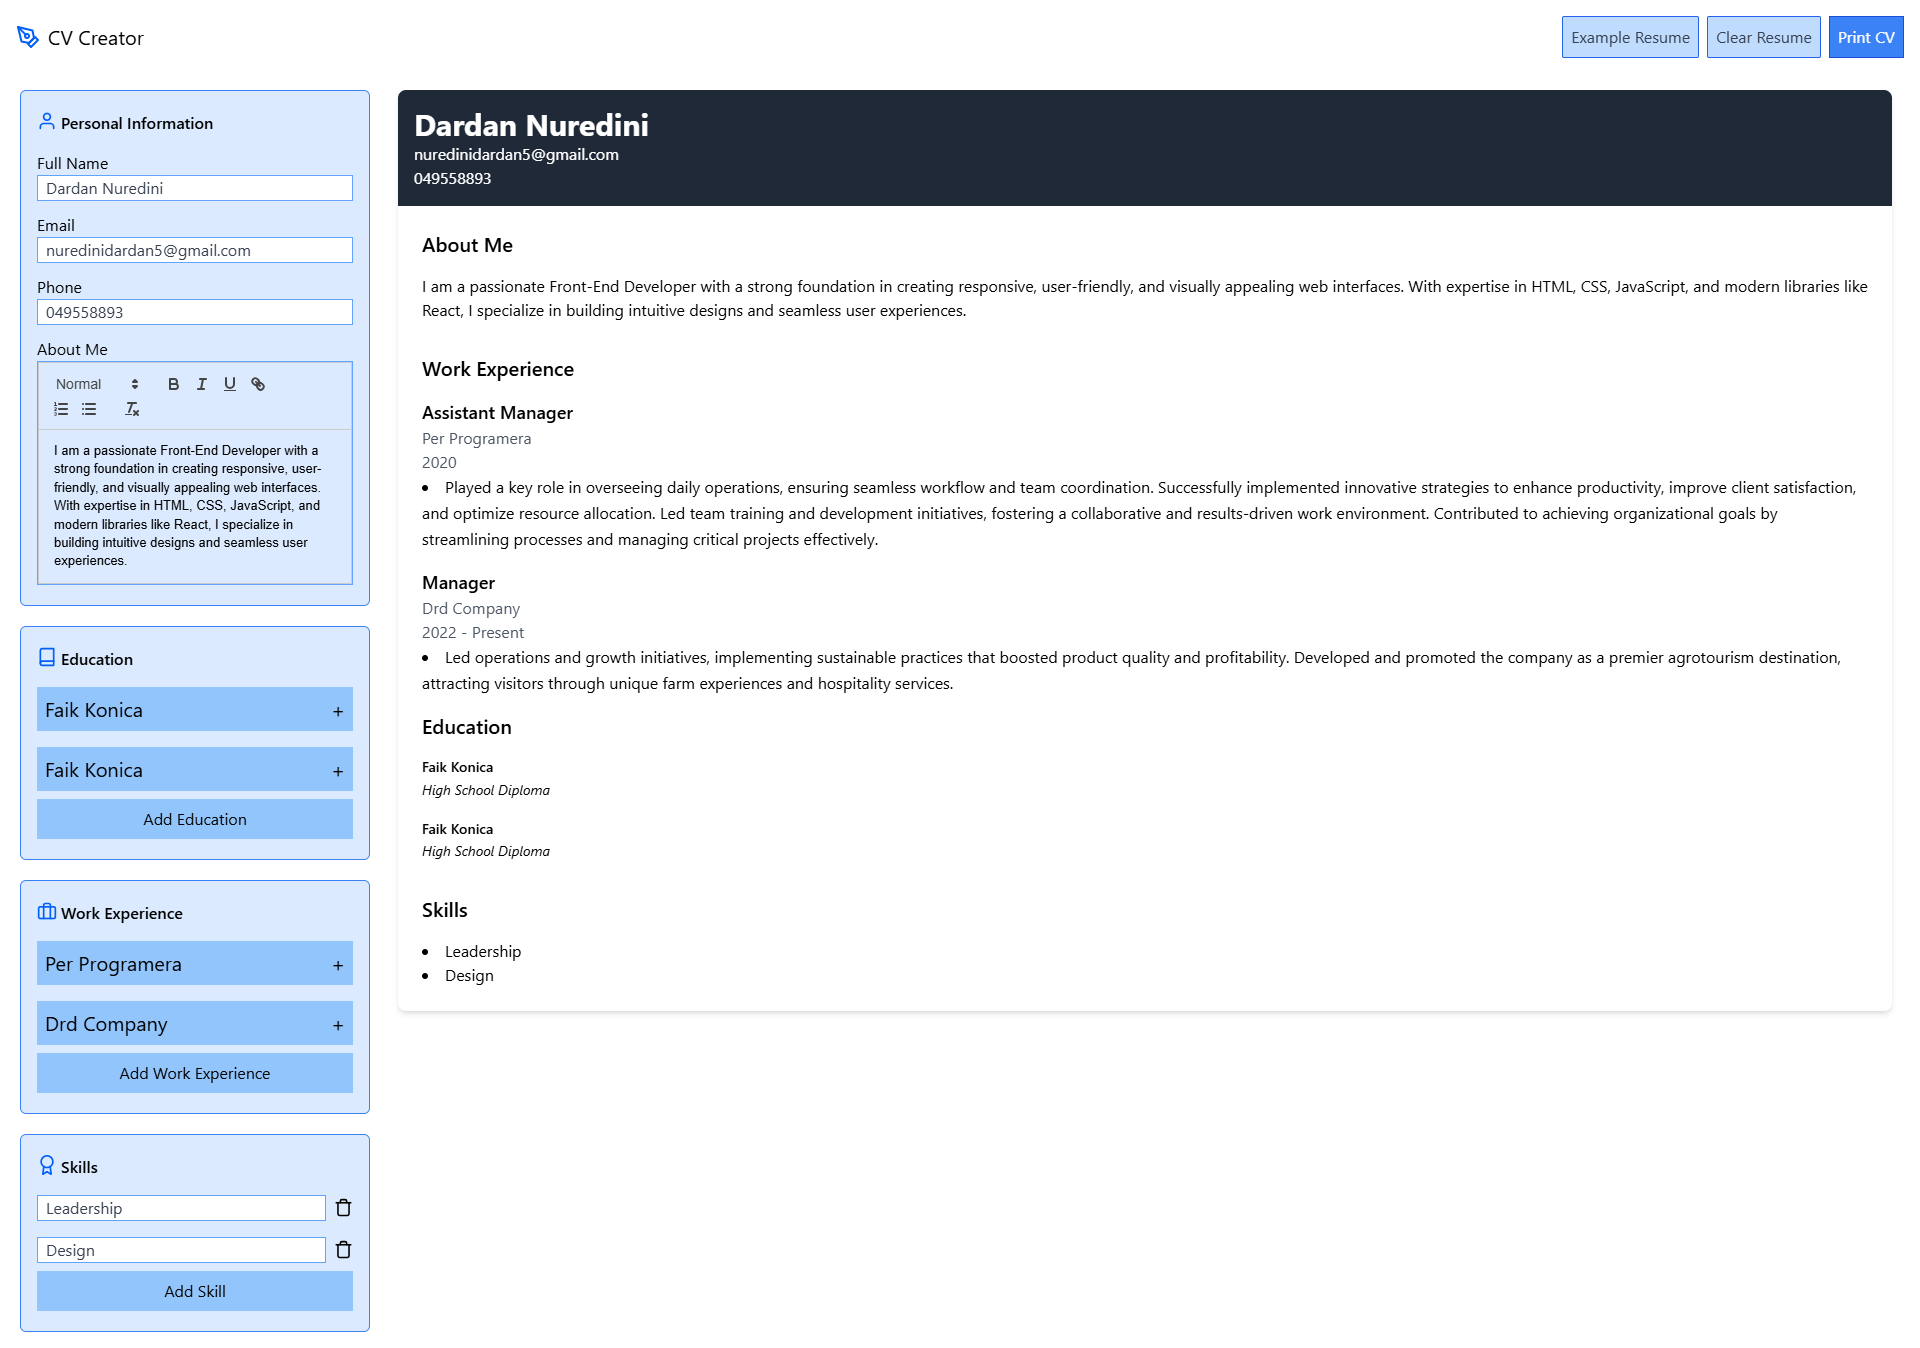 CV Creator
Example Resume
Clear Resume
Print CV
Personal Information
Full Name
Dardan Nuredini
Email
nuredinidardan5@gmail.com
Phone
049558893
About Me
Normal
B I U
I am a passionate Front-End Developer with a
strong foundation in creating responsive, user-
friendly, and visually appealing web interfaces.
With expertise in HTML, CSS, JavaScript, and
modern libraries like React, I specialize in
building intuitive designs and seamless user
experiences.
Education
Faik Konica +
Faik Konica +
Add Education
Work Experience
Per Programera +
Drd Company +
Add Work Experience
Skills
Leadership
Design
Add Skill
Dardan Nuredini
nuredinidardan5@gmail.com
049558893
About Me
I am a passionate Front-End Developer with a strong foundation in creating responsive, user-friendly, and visually appealing web interfaces. With expertise in HTML, CSS, JavaScript, and modern libraries like
React, I specialize in building intuitive designs and seamless user experiences.
Work Experience
Assistant Manager
Per Programera
2020
• Played a key role in overseeing daily operations, ensuring seamless workflow and team coordination. Successfully implemented innovative strategies to enhance productivity, improve client satisfaction,
and optimize resource allocation. Led team training and development initiatives, fostering a collaborative and results-driven work environment. Contributed to achieving organizational goals by
streamlining processes and managing critical projects effectively.
Manager
Drd Company
2022 - Present
• Led operations and growth initiatives, implementing sustainable practices that boosted product quality and profitability. Developed and promoted the company as a premier agrotourism destination,
attracting visitors through unique farm experiences and hospitality services.
Education
Faik Konica
High School Diploma
Faik Konica
High School Diploma
Skills
• Leadership
• Design